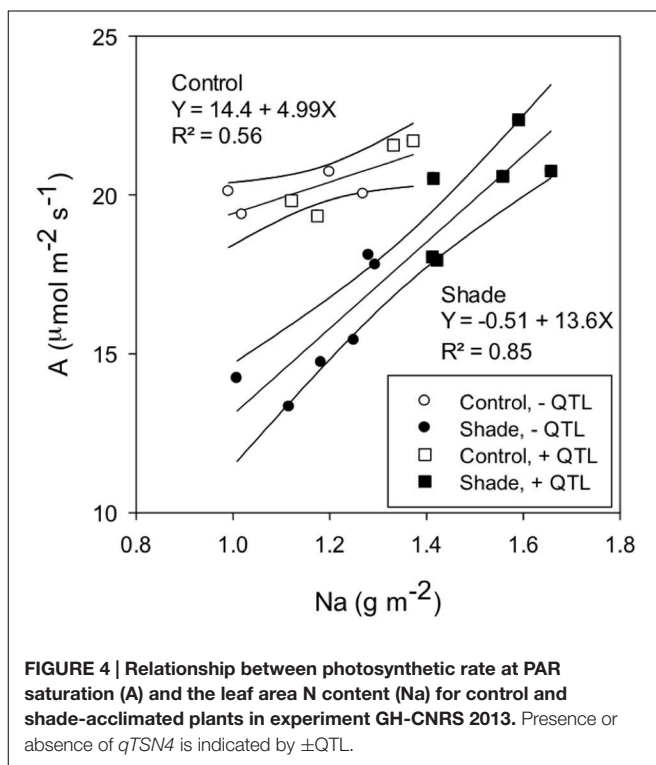 25
20
15
10
A (μmol m⁻² s⁻¹)
Control
Y = 14.4 + 4.99X
R² = 0.56
Shade
Y = -0.51 + 13.6X
R² = 0.85
Control, - QTL
Shade, - QTL
Control, + QTL
Shade, + QTL
0.8 1.0 1.2 1.4 1.6 1.8
Na (g m⁻²)
FIGURE 4 | Relationship between photosynthetic rate at PAR
saturation (A) and the leaf area N content (Na) for control and
shade-acclimated plants in experiment GH-CNRS 2013. Presence or
absence of qTSN4 is indicated by ±QTL.